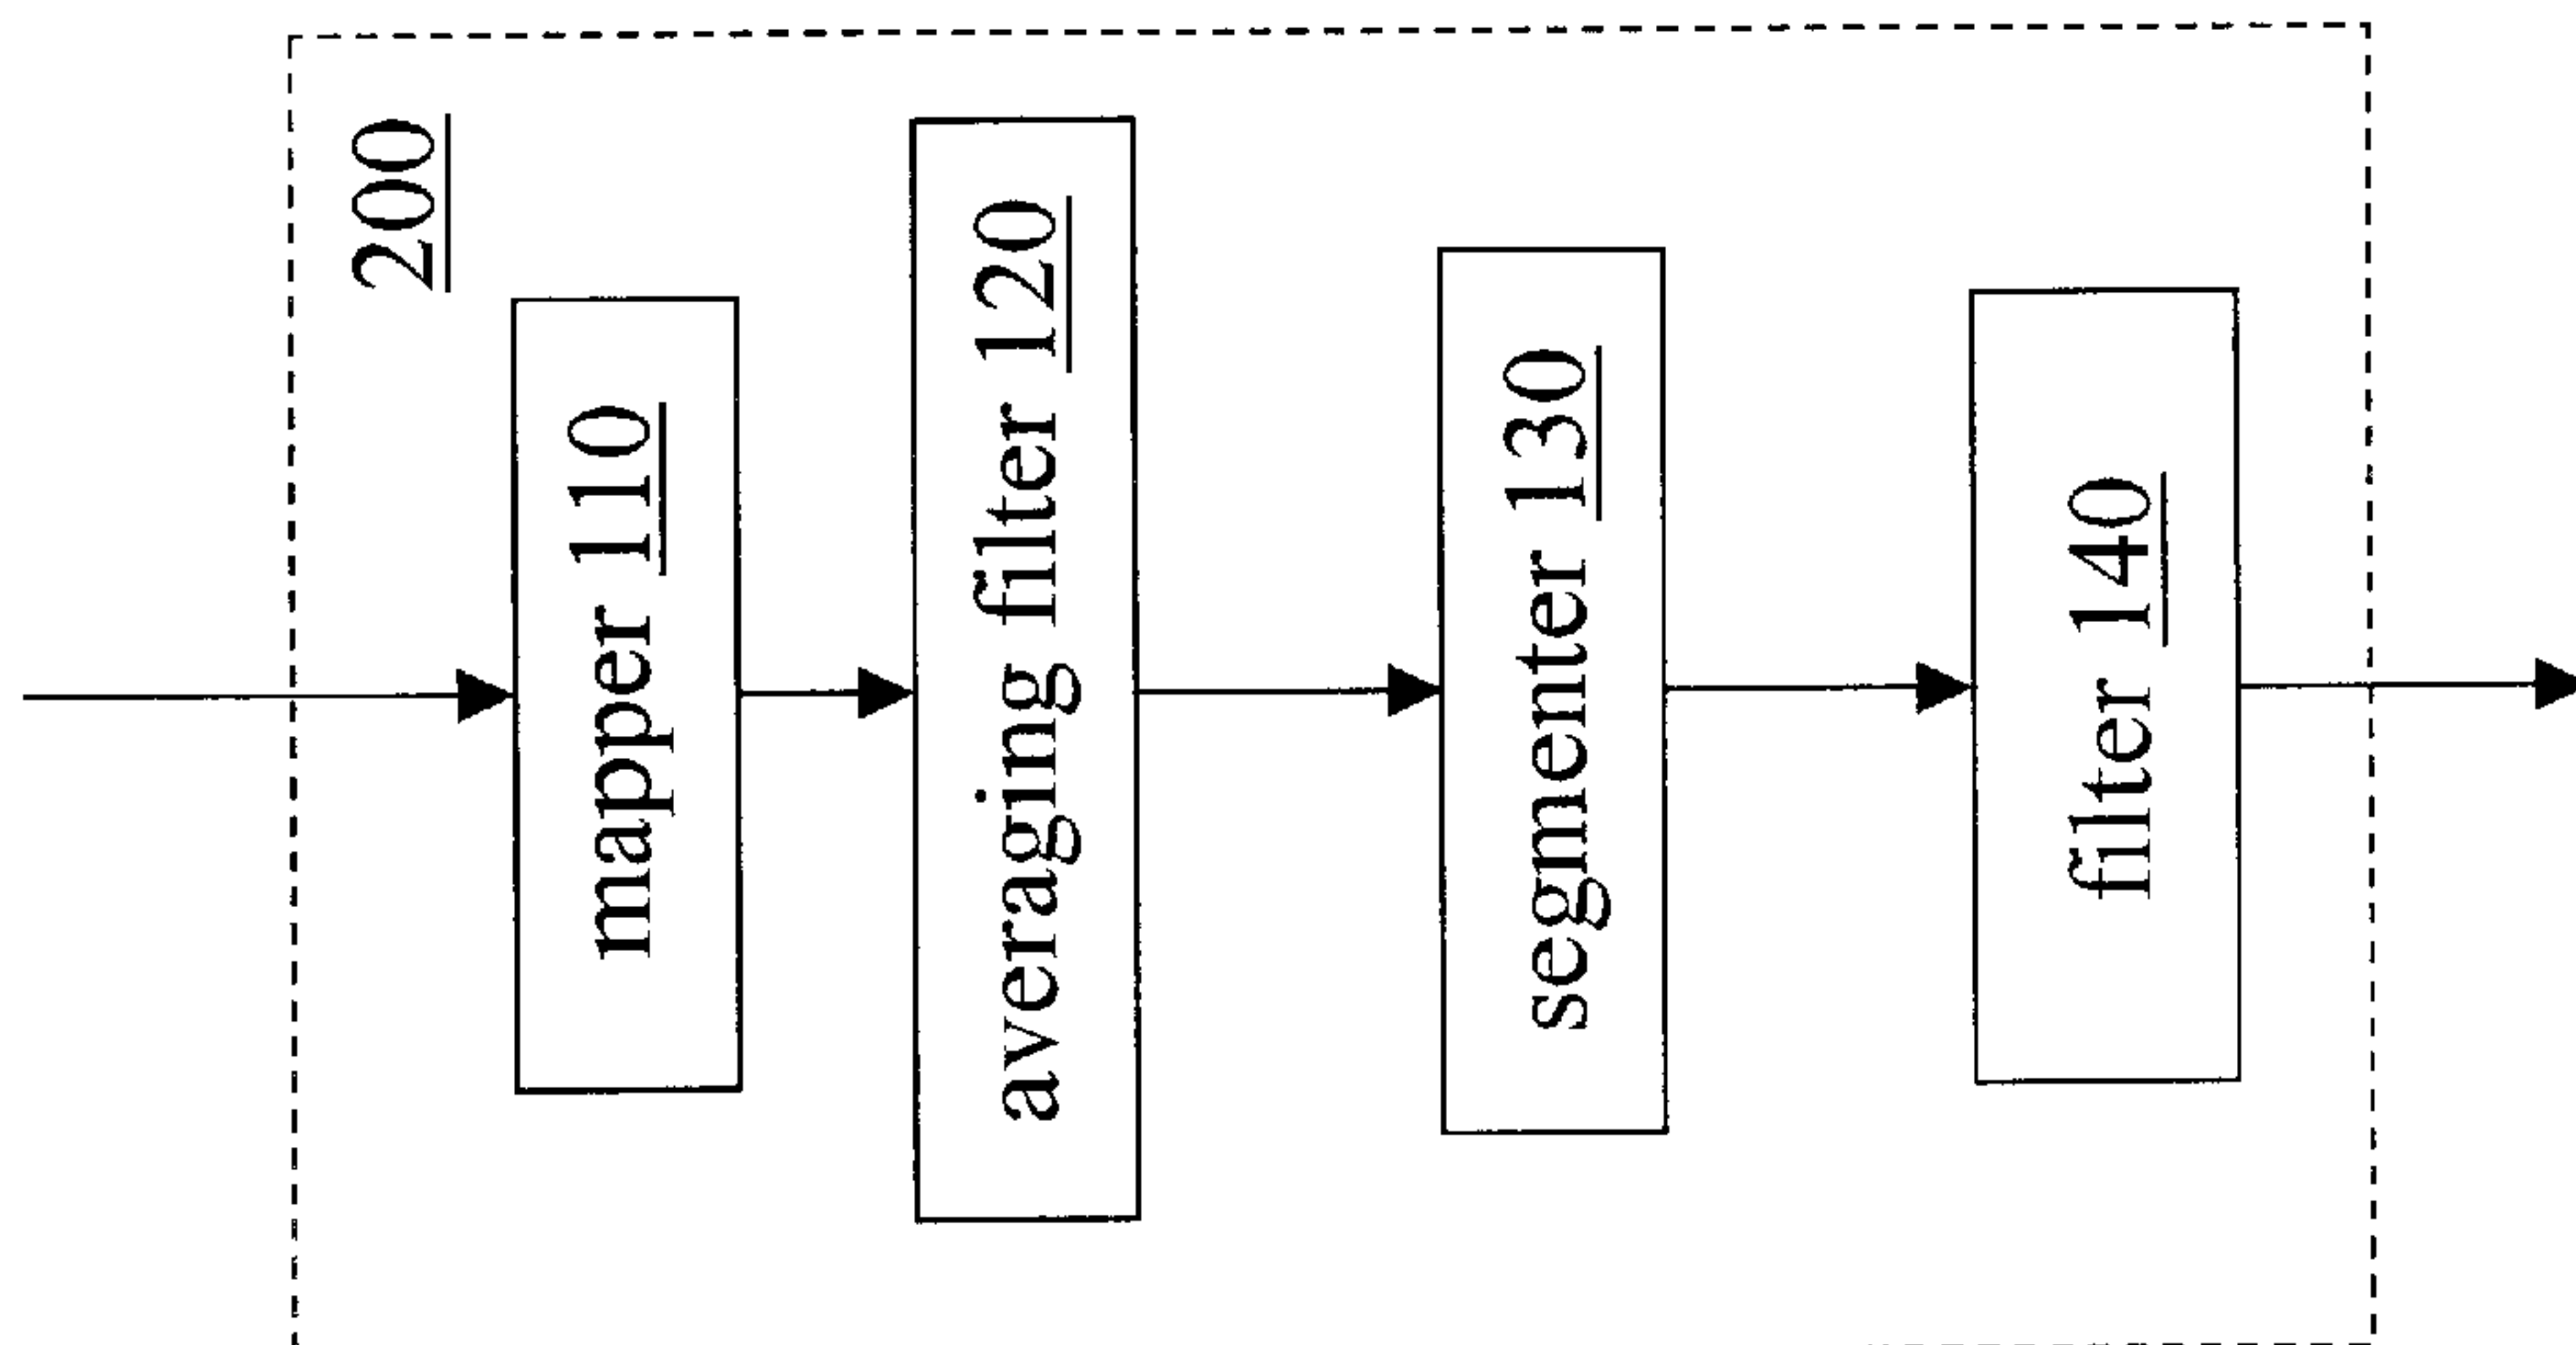 200
mapper 110
averaging filter 120
segmenter 130
filter 140